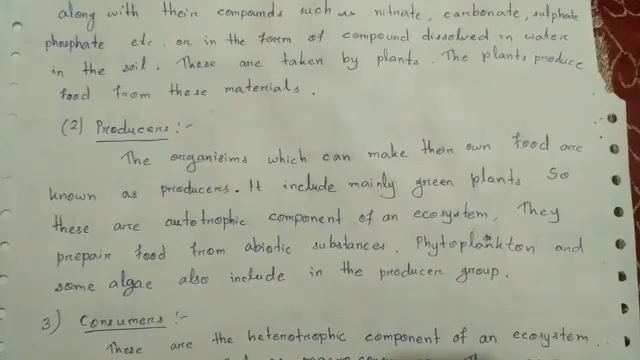 along with their compounds such as nitrate, carbonate, sulphate
phosphate etc. or in the form of compound dissolved in water
in the soil. These are taken by plants. The plants produce
food from these materials.
(2) Producers :-
The organisims which can make their own food are
known as producers. It include mainly green plants So
these are autotrophic component of an ecosystem. They
prepair food from abiotic substances. Phytoplankton and
some algae also include in the producer group.
3) Consumers :-
These are the heterotrophic component of an ecosystem.